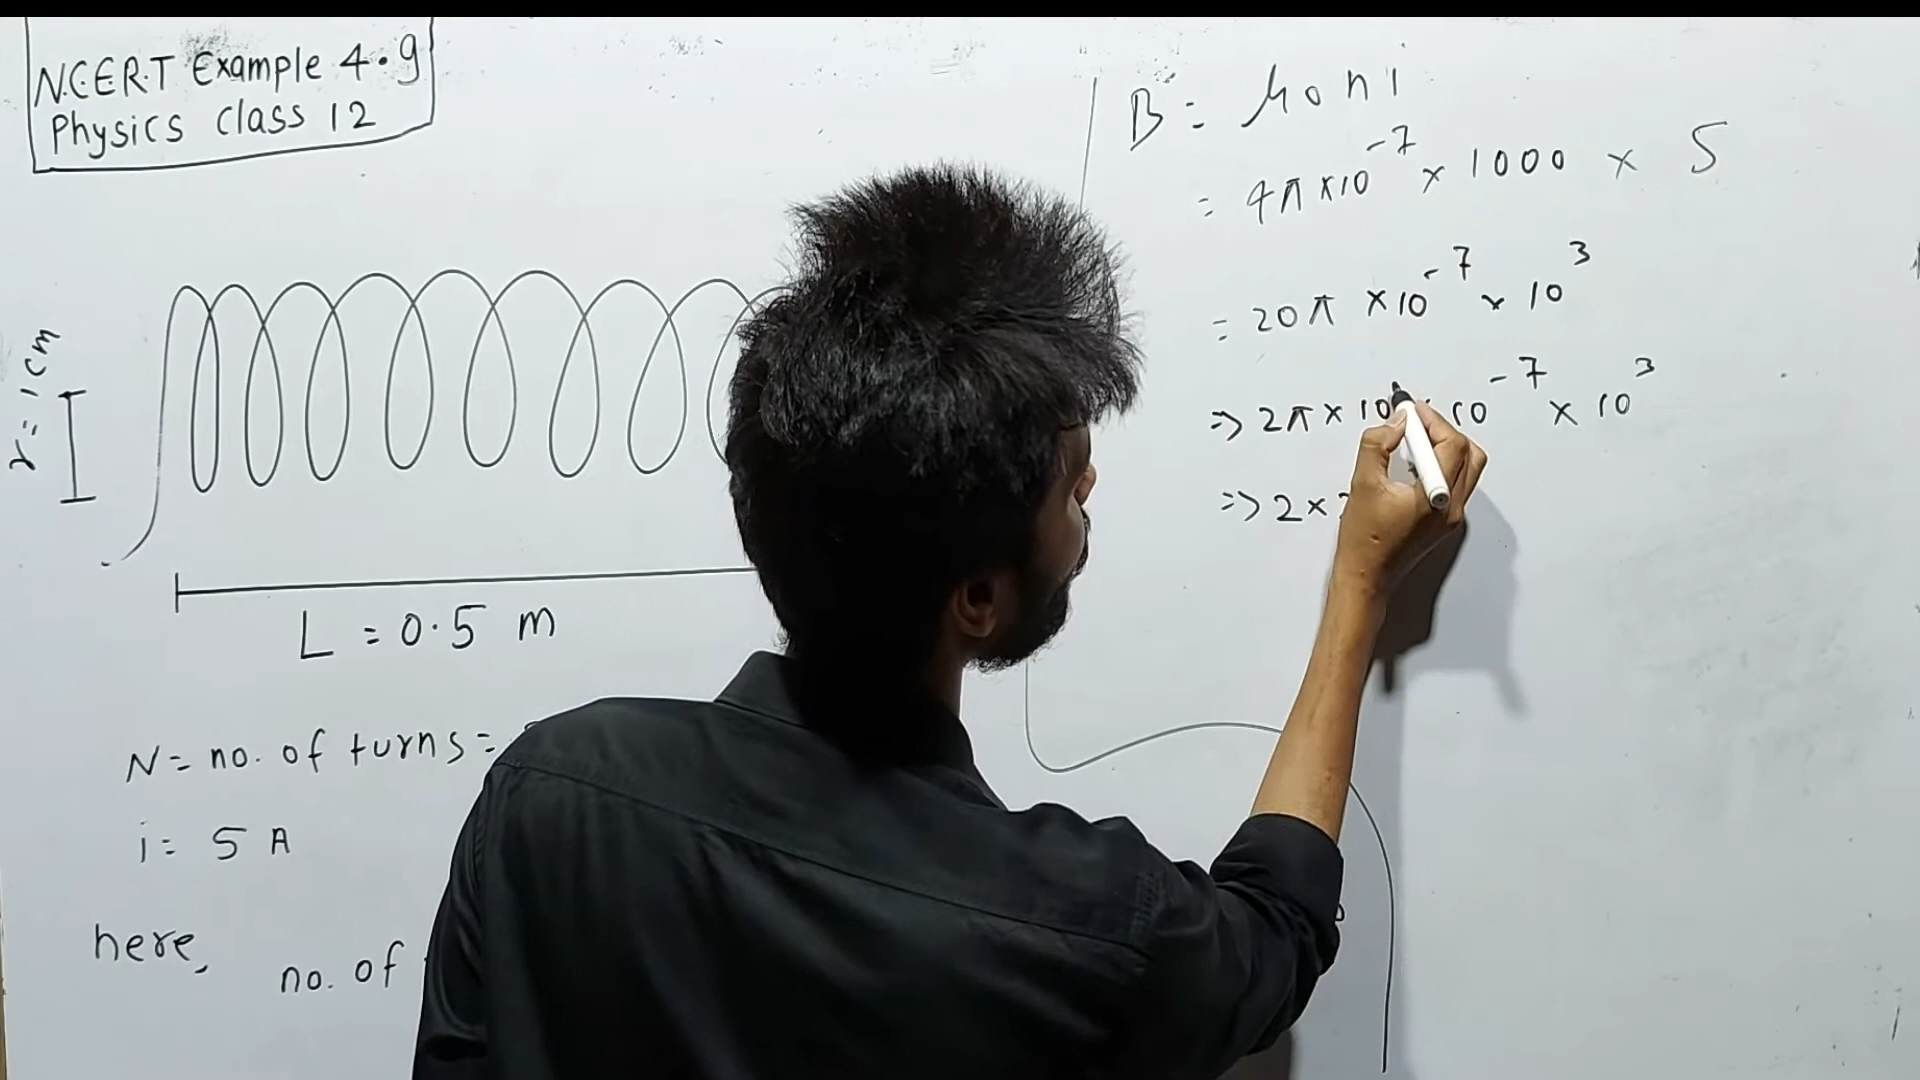 N.C.E.R.T Example 4.9
Physics class 12
r = 1 cm
L = 0.5 m
N = no. of turns =
i = 5 A
here,
no. of
B = μ₀ n i
= 4π × 10⁻⁷ × 1000 × 5
= 20π × 10⁻⁷ × 10³
=> 2π × 10 × 10⁻⁷ × 10³
=> 2 ×